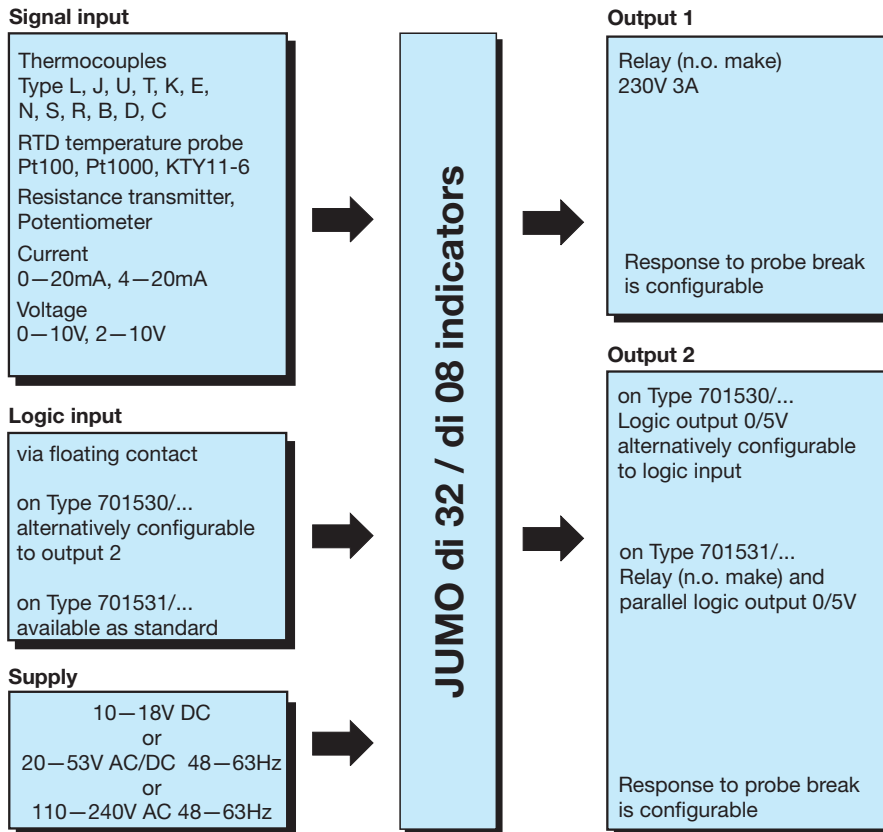 Signal input
Thermocouples
Type L, J, U, T, K, E,
N, S, R, B, D, C
RTD temperature probe
Pt100, Pt1000, KTY11-6
Resistance transmitter,
Potentiometer
Current
0—20mA, 4—20mA
Voltage
0—10V, 2—10V
Logic input
via floating contact
on Type 701530/...
alternatively configurable
to output 2
on Type 701531/...
available as standard
Supply
10—18V DC
or
20—53V AC/DC 48—63Hz
or
110—240V AC 48—63Hz
JUMO di 32 / di 08 indicators
Output 1
Relay (n.o. make)
230V 3A
Response to probe break
is configurable
Output 2
on Type 701530/...
Logic output 0/5V
alternatively configurable
to logic input
on Type 701531/...
Relay (n.o. make) and
parallel logic output 0/5V
Response to probe break
is configurable